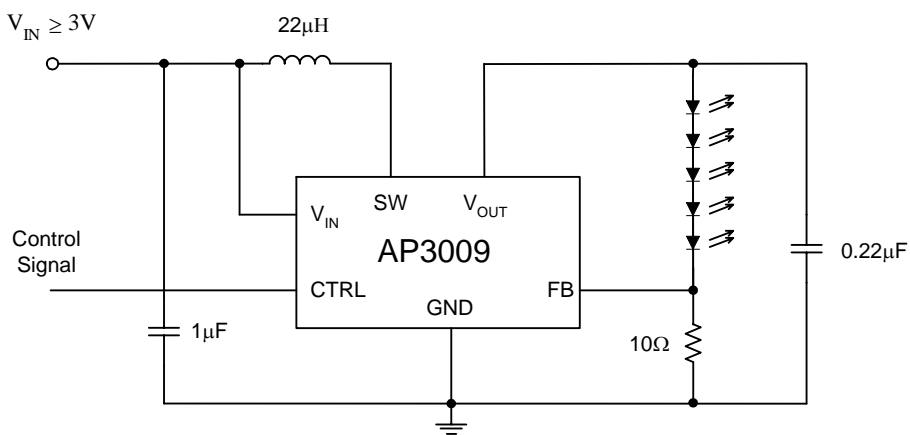 V_IN ≥ 3V
22μH
SW
V_OUT
V_IN
AP3009
Control
Signal
CTRL
FB
GND
1μF
10Ω
0.22μF